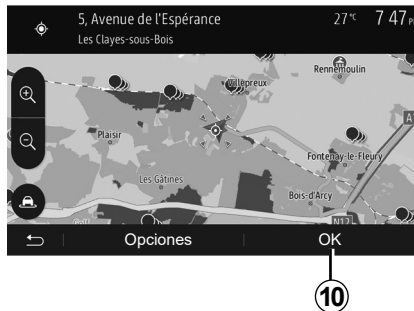 5, Avenue de l'Espérance
27 °C
7 47
Les Clayes-sous-Bois
Rennemoulin
Villepreux
Plaisir
Fontenay-le-Fleury
Les Gâtines
Bois-d'Arcy
N12
Opciones
OK
10